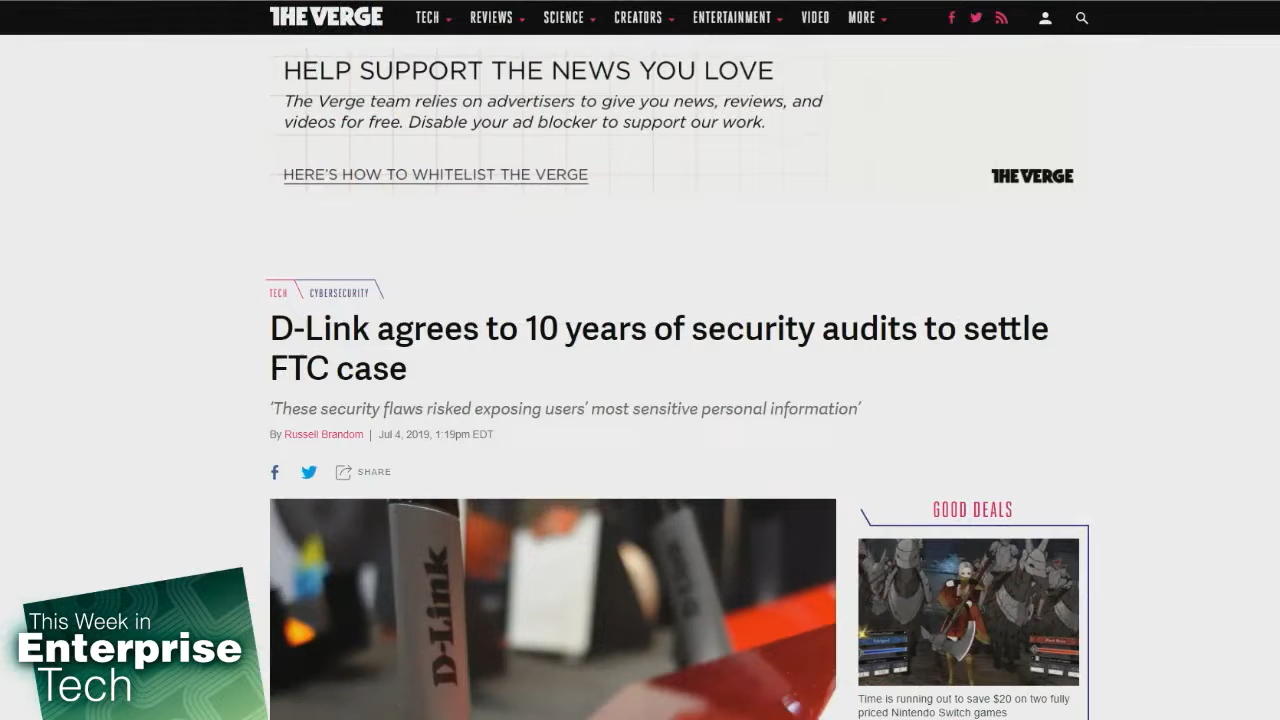 THE VERGE
TECH REVIEWS SCIENCE CREATORS ENTERTAINMENT VIDEO MORE
HELP SUPPORT THE NEWS YOU LOVE
The Verge team relies on advertisers to give you news, reviews, and
videos for free. Disable your ad blocker to support our work.
HERE'S HOW TO WHITELIST THE VERGE
THE VERGE
TECH CYBERSECURITY
D-Link agrees to 10 years of security audits to settle
FTC case
'These security flaws risked exposing users' most sensitive personal information'
By Russell Brandom | Jul 4, 2019, 1:19pm EDT
SHARE
D-Link
D-Link
GOOD DEALS
Time is running out to save $20 on two fully
priced Nintendo Switch games
This Week in
Enterprise
Tech